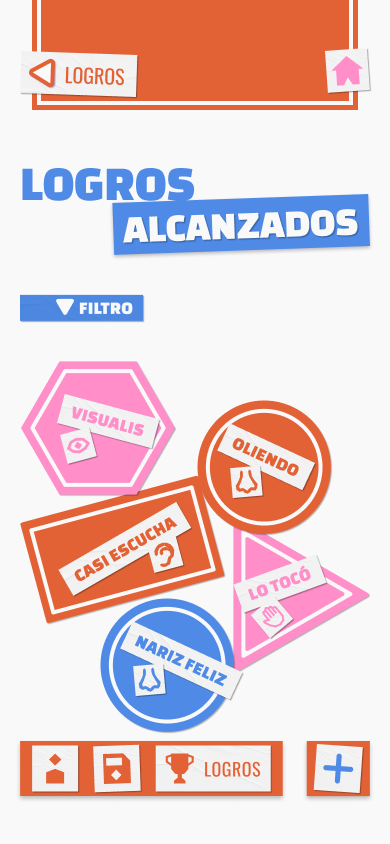 LOGROS
LOGROS
ALCANZADOS
FILTRO
VISUALIS
OLIENDO
CASI ESCUCHA
LO TOCÓ
NARIZ FELIZ
LOGROS